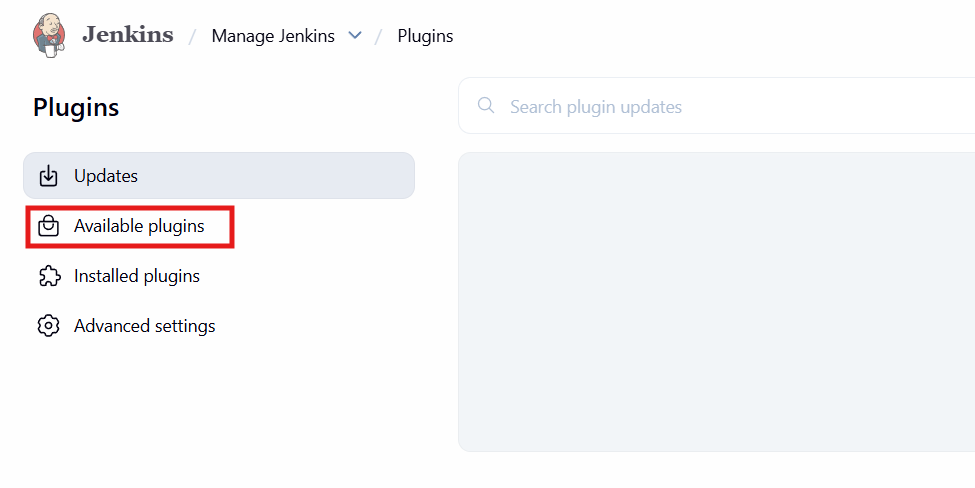 Jenkins / Manage Jenkins / Plugins
Plugins
Search plugin updates
Updates
Available plugins
Installed plugins
Advanced settings